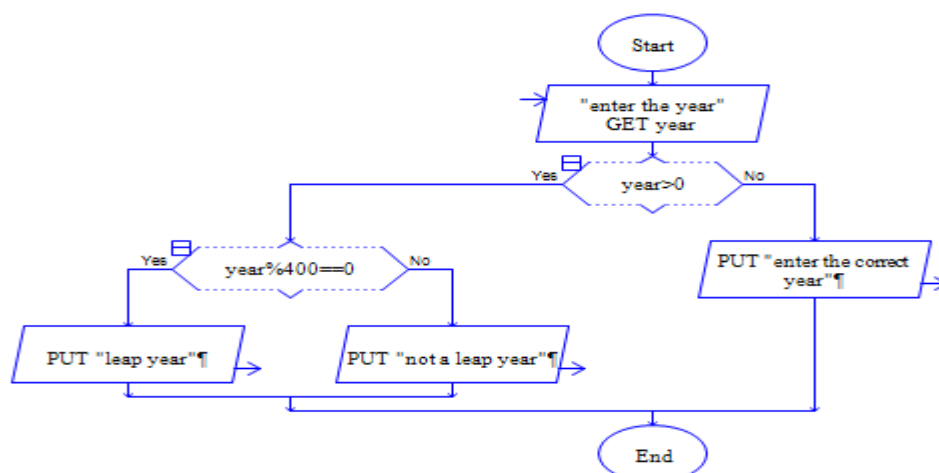 Start
"enter the year"
GET year
Yes
year>0
No
Yes
year%400==0
No
PUT "enter the correct
year"¶
PUT "leap year"¶
PUT "not a leap year"¶
End